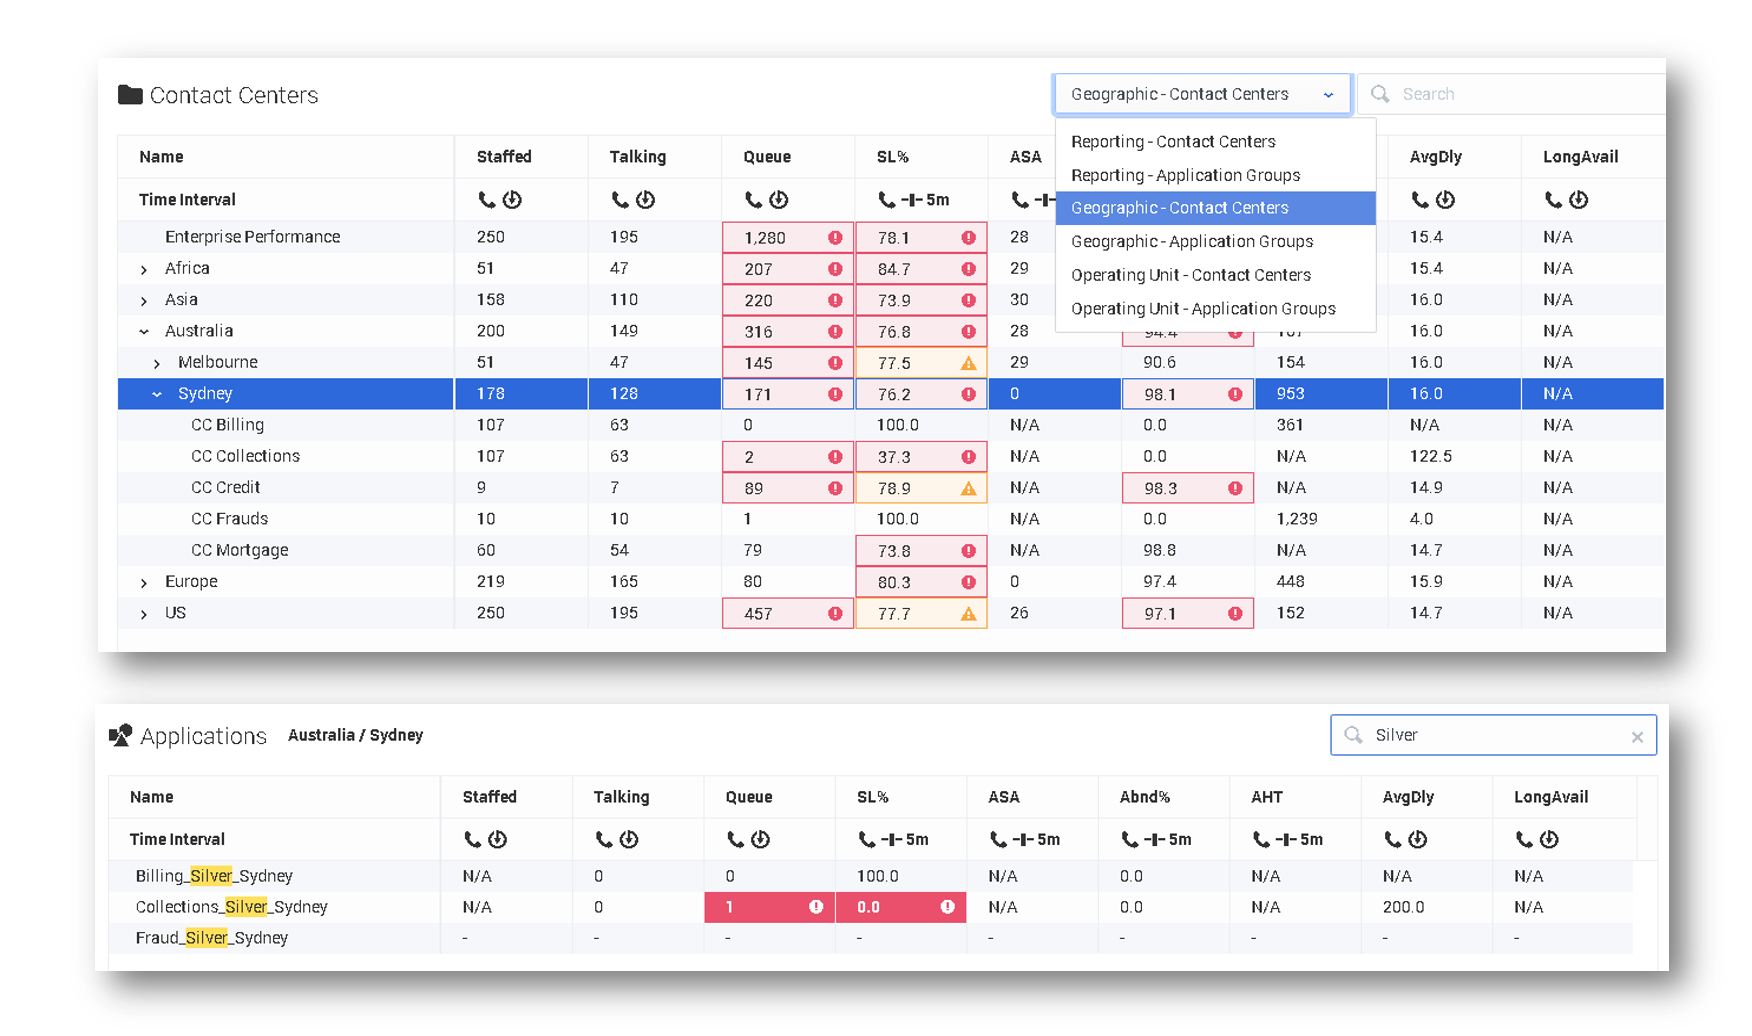 Contact Centers
Geographic - Contact Centers
Search
Name Staffed Talking Queue SL% ASA AvgDly LongAvail
Reporting - Contact Centers
Reporting - Application Groups
Geographic - Contact Centers
Geographic - Application Groups
Operating Unit - Contact Centers
Operating Unit - Application Groups
Time Interval 5m
Enterprise Performance 250 195 1,280 78.1 28 15.4 N/A
Africa 51 47 207 84.7 29 15.4 N/A
Asia 158 110 220 73.9 30 16.0 N/A
Australia 200 149 316 76.8 28 94.4 167 16.0 N/A
Melbourne 51 47 145 77.5 29 90.6 154 16.0 N/A
Sydney 178 128 171 76.2 0 98.1 953 16.0 N/A
CC Billing 107 63 0 100.0 N/A 0.0 361 N/A N/A
CC Collections 107 63 2 37.3 N/A 0.0 N/A 122.5 N/A
CC Credit 9 7 89 78.9 N/A 98.3 N/A 14.9 N/A
CC Frauds 10 10 1 100.0 N/A 0.0 1,239 4.0 N/A
CC Mortgage 60 54 79 73.8 N/A 98.8 N/A 14.7 N/A
Europe 219 165 80 80.3 0 97.4 448 15.9 N/A
US 250 195 457 77.7 26 97.1 152 14.7 N/A
Applications Australia / Sydney
Silver
Name Staffed Talking Queue SL% ASA Abnd% AHT AvgDly LongAvail
Time Interval 5m 5m 5m 5m
Billing_Silver_Sydney N/A 0 0 100.0 N/A 0.0 N/A N/A N/A
Collections_Silver_Sydney N/A 0 1 0.0 N/A 0.0 N/A 200.0 N/A
Fraud_Silver_Sydney - - - - - - - - -